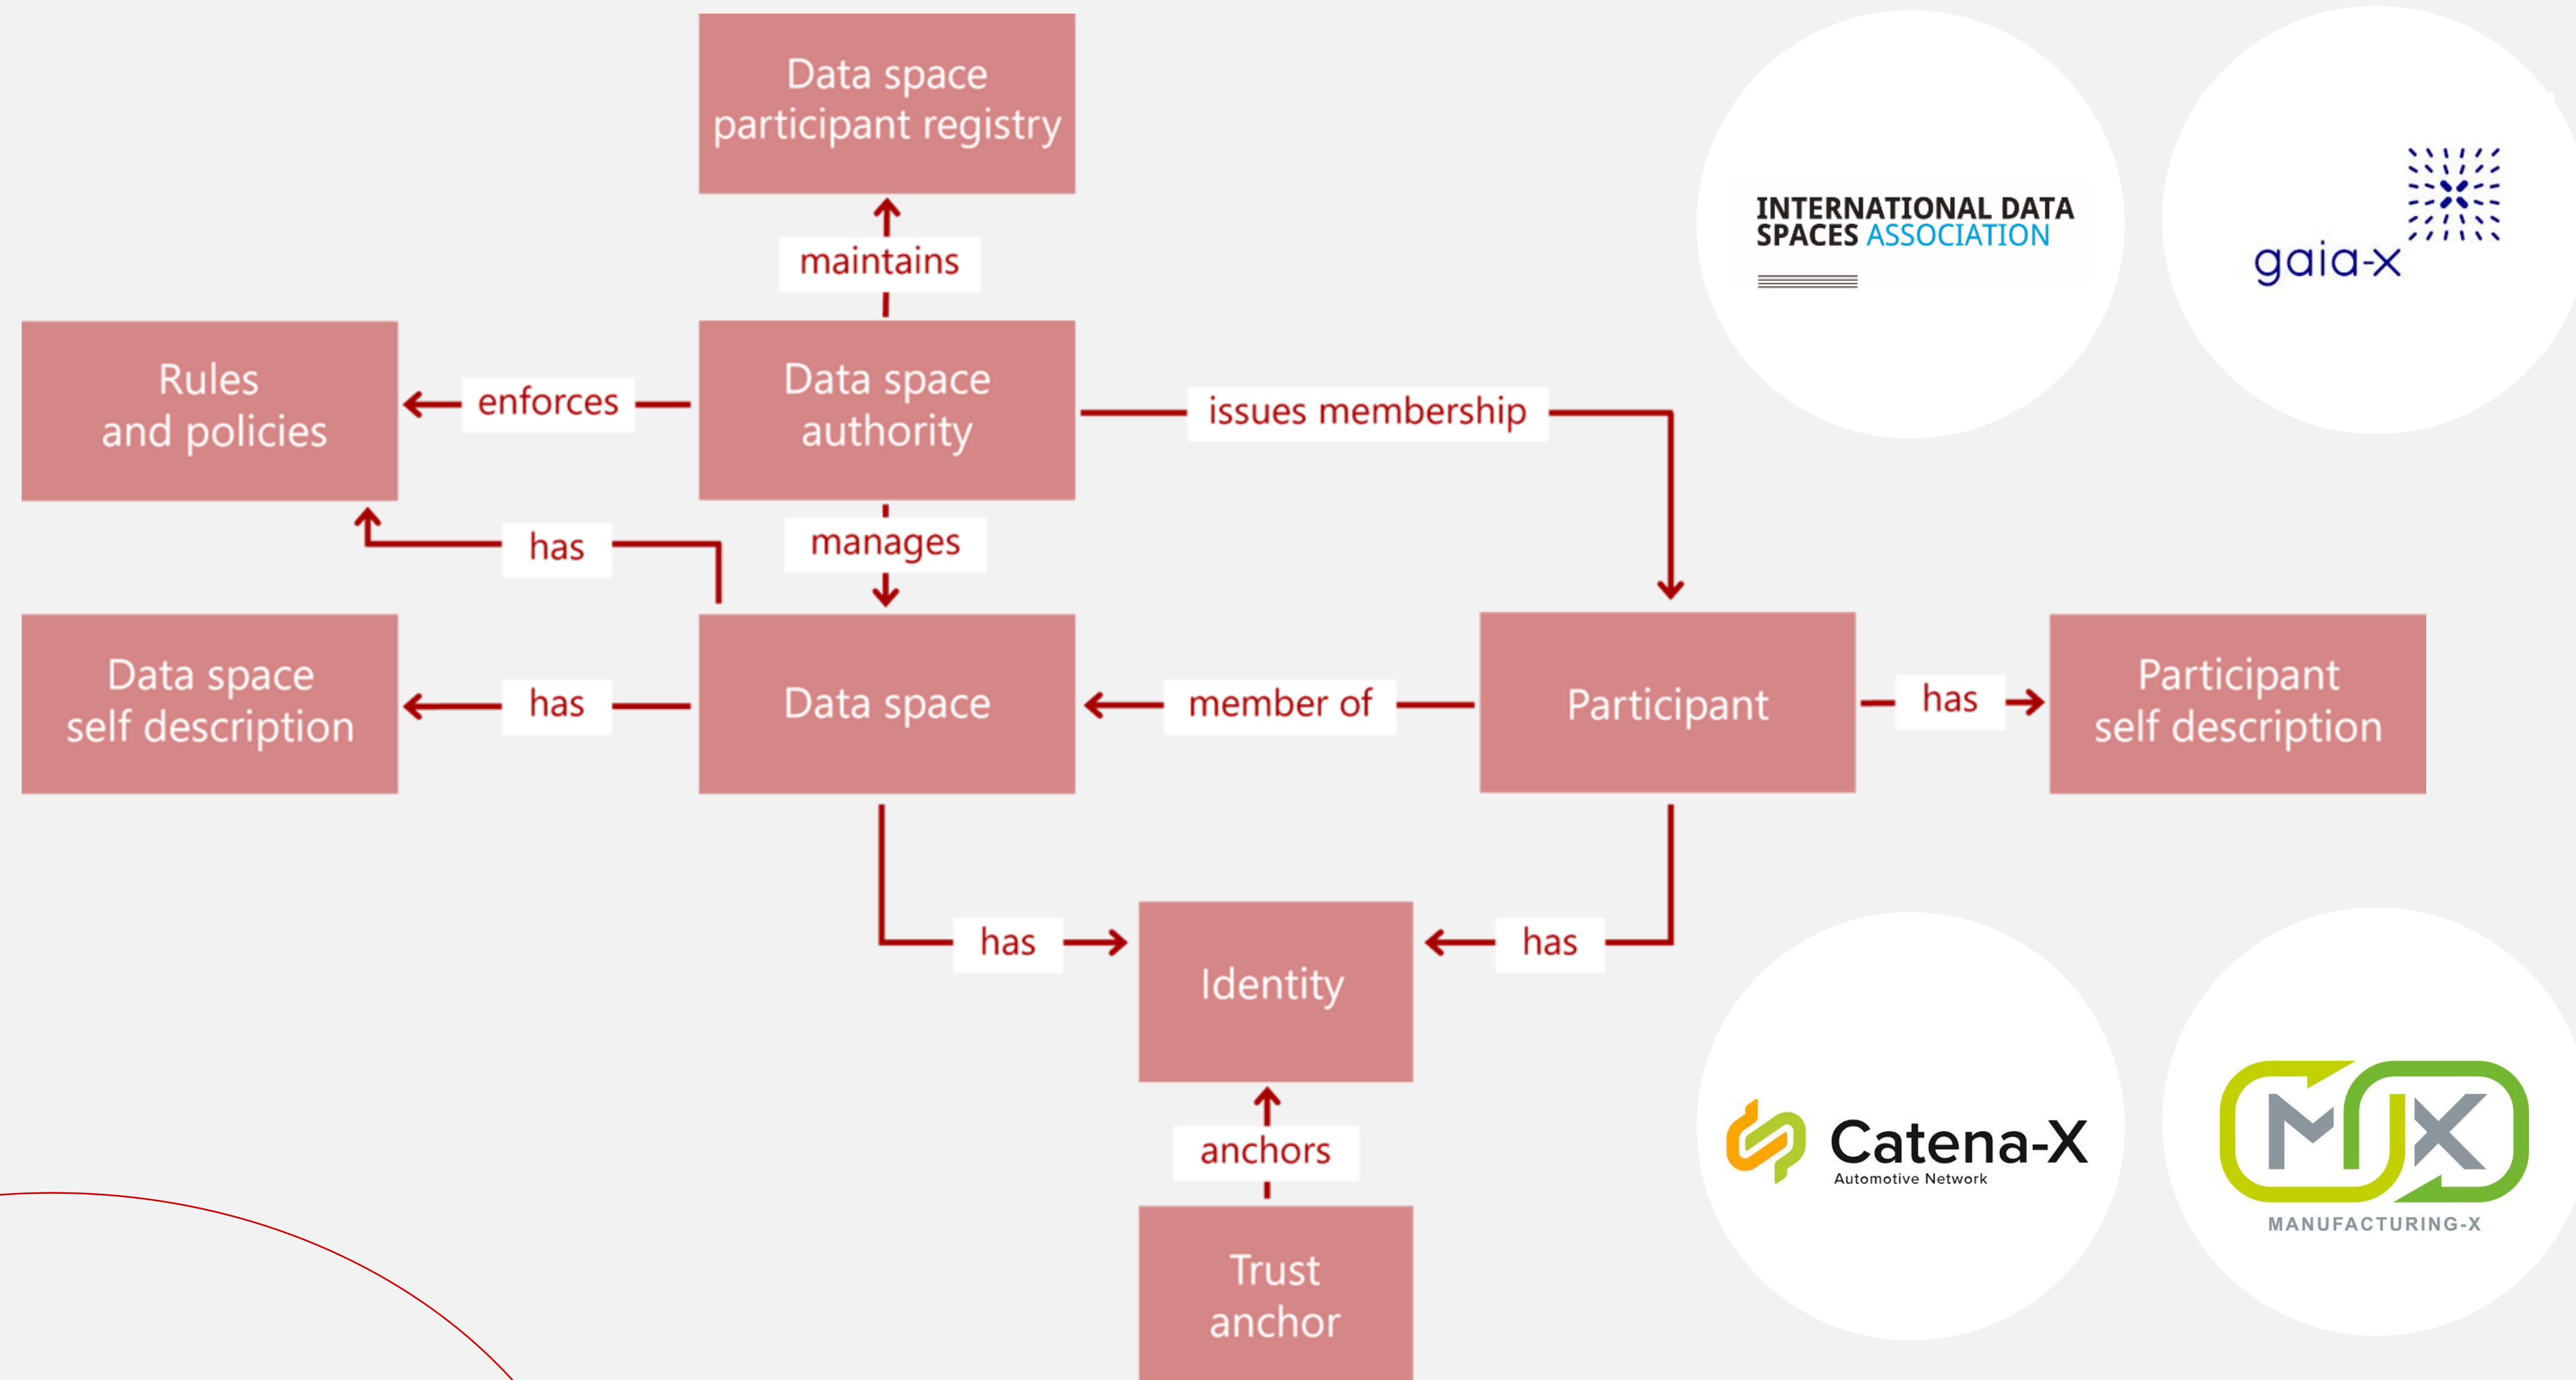 Data space
participant registry
maintains
INTERNATIONAL DATA
SPACES ASSOCIATION
gaia-x
Rules
and policies
enforces
Data space
authority
issues membership
has
manages
Data space
self description
has
Data space
member of
Participant
has
Participant
self description
has
Identity
has
anchors
Trust
anchor
Catena-X
Automotive Network
MX
MANUFACTURING-X